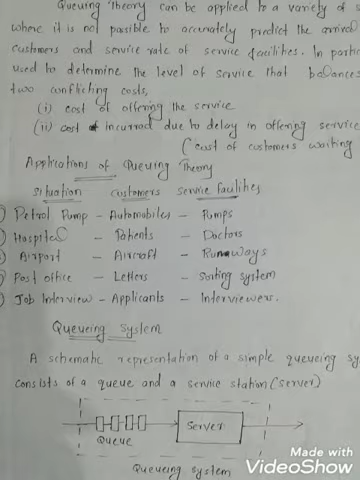 Queuing Theory can be applied to a variety of
where it is not possible to accurately predict the arrival
customers and service rate of service facilities. In
used to determine the level of service that balances
two conflicting costs,
(i) cost of offering the service
(ii) cost incurred due to delay in offering service
(cost of customers waiting
Applications of Queuing Theory
Situation customers service facilities
Petrol Pump - Automobiles - Pumps
Hospital - Patients - Doctors
Airport - Aircraft - Runways
Post office - Letters - Sorting system
Job Interview - Applicants - Interviewers.
Queueing System
A schematic representation of a simple queueing
consists of a queue and a service station (server)
Queue
Server
Queueing system
Made with
VideoShow